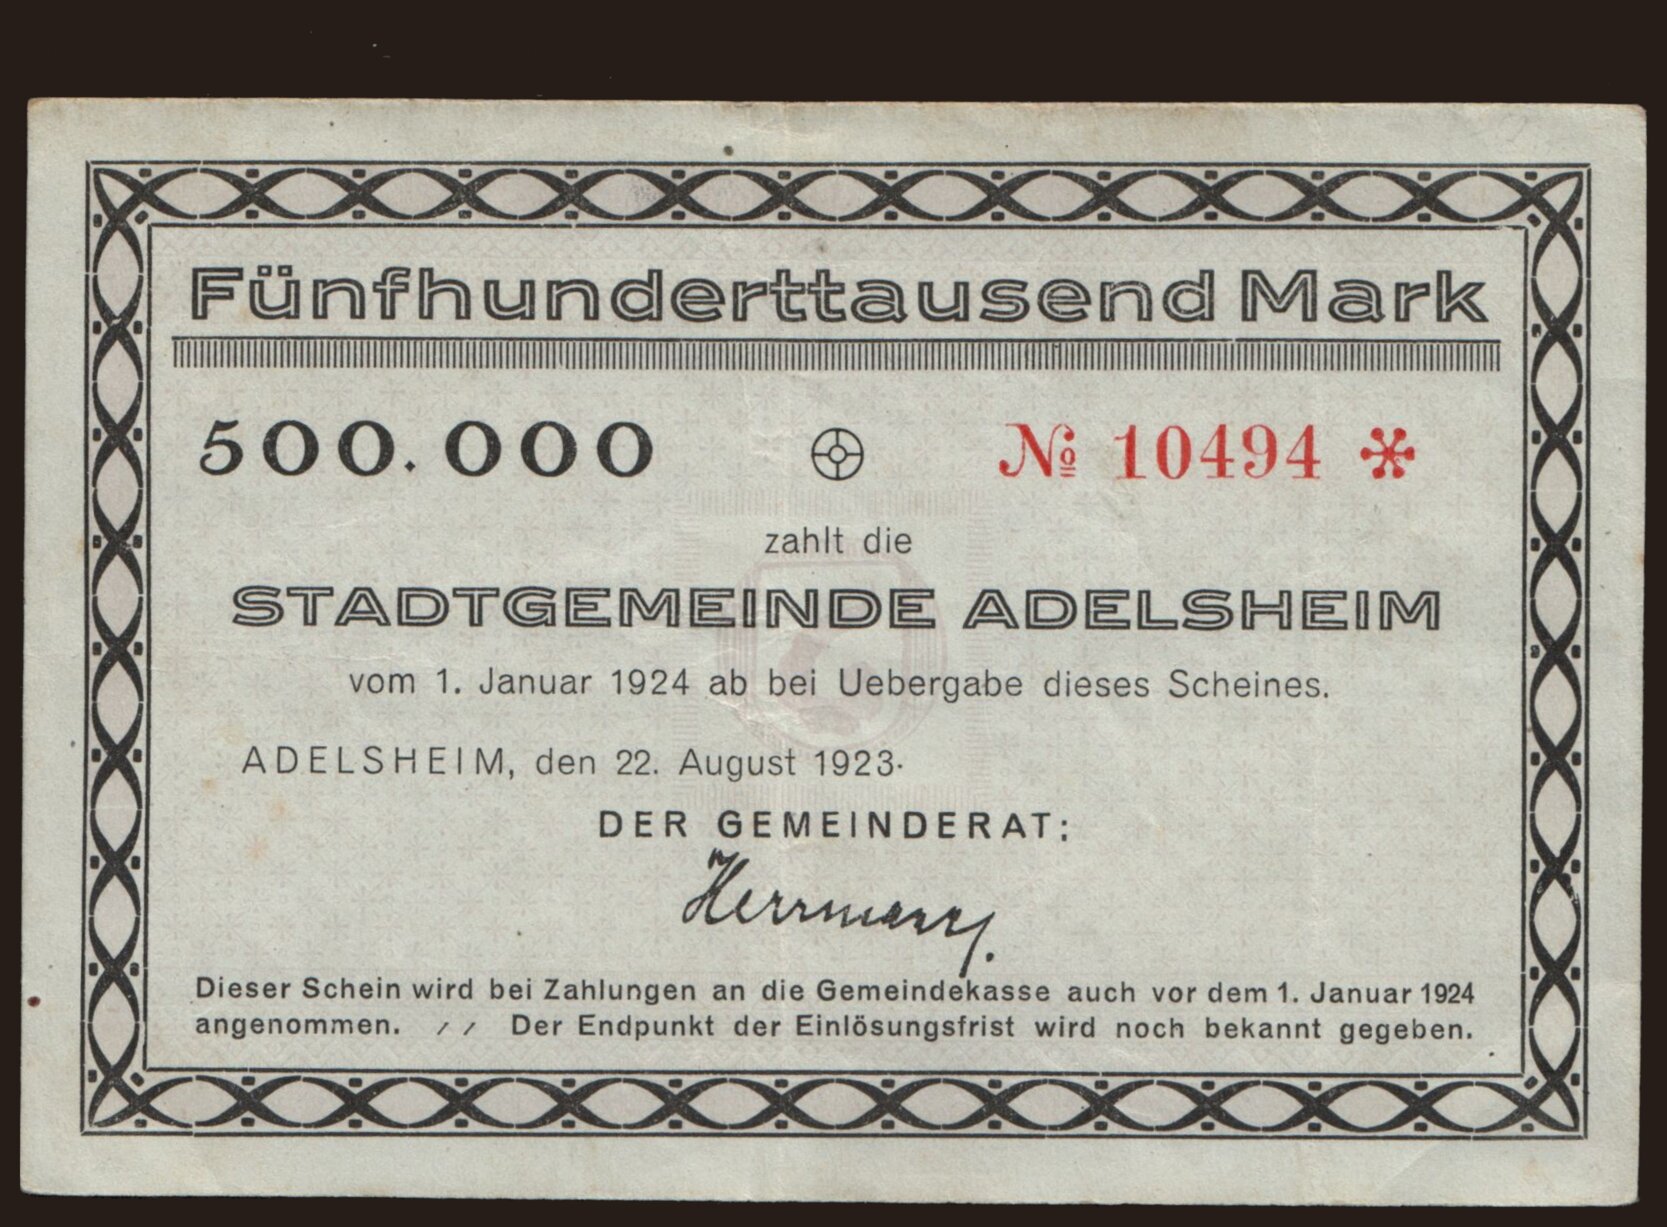 Fünfhunderttausend Mark
500.000 № 10494 *
zahlt die
STADTGEMEINDE ADELSHEIM
vom 1. Januar 1924 ab bei Uebergabe dieses Scheines.
ADELSHEIM, den 22. August 1923.
DER GEMEINDERAT:
Herrmann.
Dieser Schein wird bei Zahlungen an die Gemeindekasse auch vor dem 1. Januar 1924
angenommen. // Der Endpunkt der Einlösungsfrist wird noch bekannt gegeben.